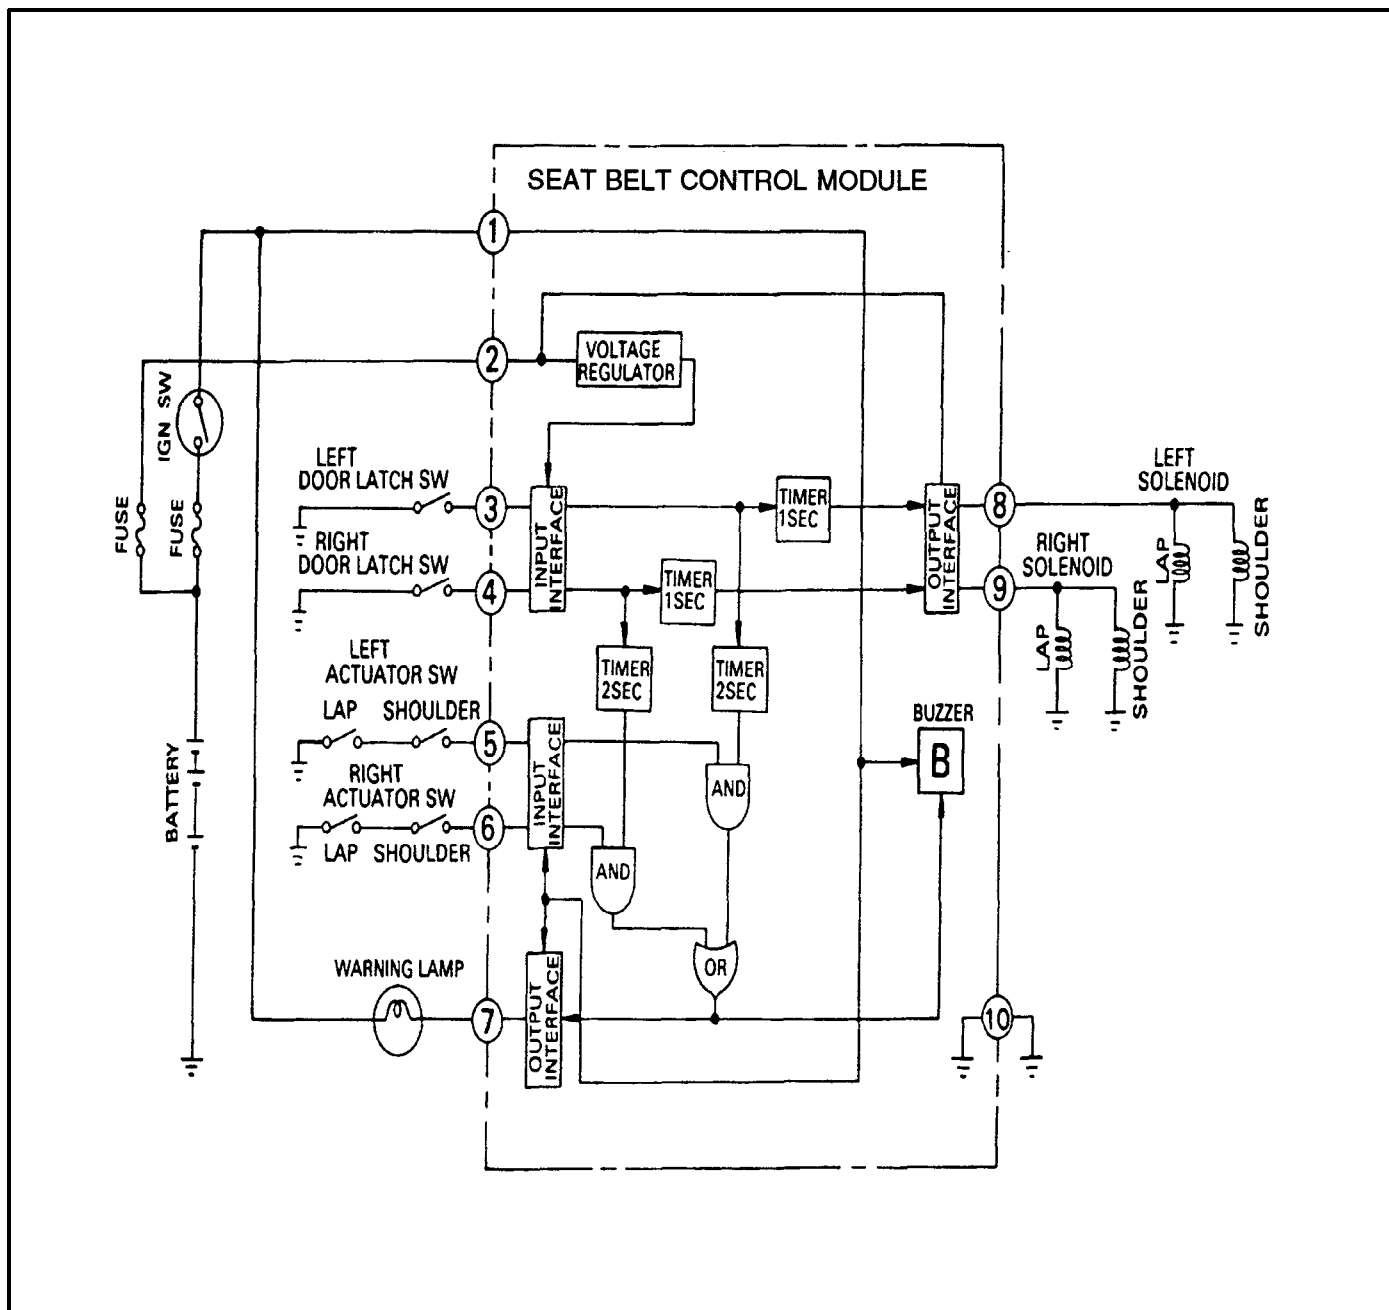 SEAT BELT CONTROL MODULE
1
2
VOLTAGE
REGULATOR
IGN SW
FUSE
FUSE
LEFT
DOOR LATCH SW
3
RIGHT
DOOR LATCH SW
4
INPUT
INTERFACE
TIMER
1SEC
TIMER
1SEC
OUTPUT
INTERFACE
8
9
LEFT
SOLENOID
LAP
SHOULDER
RIGHT
SOLENOID
LAP
SHOULDER
TIMER
2SEC
TIMER
2SEC
LEFT
ACTUATOR SW
LAP SHOULDER
5
RIGHT
ACTUATOR SW
6
LAP SHOULDER
INPUT
INTERFACE
BATTERY
BUZZER
B
AND
AND
OR
WARNING LAMP
7
OUTPUT
INTERFACE
10